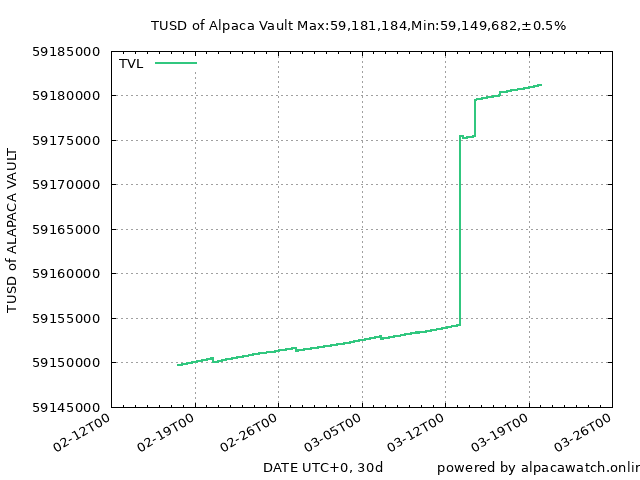 TUSD of Alpaca Vault Max:59,181,184,Min:59,149,682,±0.5%
TVL
59185000
59180000
59175000
59170000
59165000
59160000
59155000
59150000
59145000
TUSD of ALAPACA VAULT
02-12T00
02-19T00
02-26T00
03-05T00
03-12T00
03-19T00
03-26T00
DATE UTC+0, 30d
powered by alpacawatch.onlin